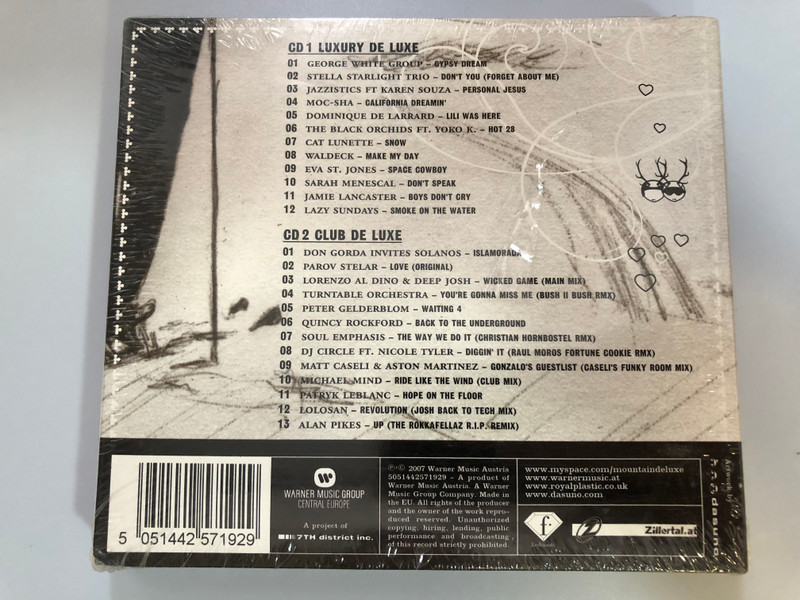 CD 1 LUXURY DE LUXE
01 GEORGE WHITE GROUP – GYPSY DREAM
02 STELLA STARLIGHT TRIO – DON'T YOU (FORGET ABOUT ME)
03 JAZZISTICS FT KAREN SOUZA – PERSONAL JESUS
04 MOC-SHA – CALIFORNIA DREAMIN'
05 DOMINIQUE DE LARRARD – LILI WAS HERE
06 THE BLACK ORCHIDS FT. YOKO K. – HOT 28
07 CAT LUNETTE – SNOW
08 WALDECK – MAKE MY DAY
09 EVA ST. JONES – SPACE COWBOY
10 SARAH MENESCAL – DON'T SPEAK
11 JAMIE LANCASTER – BOYS DON'T CRY
12 LAZY SUNDAYS – SMOKE ON THE WATER
CD 2 CLUB DE LUXE
01 DON GORDA INVITES SOLANOS – ISLAMORADA
02 PAROV STELAR – LOVE (ORIGINAL)
03 LORENZO AL DINO & DEEP JOSH – WICKED GAME (MAIN MIX)
04 TURNTABLE ORCHESTRA – YOU'RE GONNA MISS ME (BUSH II BUSH RMX)
05 PETER GELDERBLOM – WAITING 4
06 QUINCY ROCKFORD – BACK TO THE UNDERGROUND
07 SOUL EMPHASIS – THE WAY WE DO IT (CHRISTIAN HORNBOSTEL RMX)
08 DJ CIRCLE FT. NICOLE TYLER – DIGGIN' IT (RAUL MOROS FORTUNE COOKIE RMX)
09 MATT CASELI & ASTON MARTINEZ – GONZALO'S GUESTLIST (CASELI'S FUNKY ROOM MIX)
10 MICHAEL MIND – RIDE LIKE THE WIND (CLUB MIX)
11 PATRYK LEBLANC – HOPE ON THE FLOOR
12 LOLOSAN – REVOLUTION (JOSH BACK TO TECH MIX)
13 ALAN PIKES – UP (THE ROKKAFELLAZ R.I.P. REMIX)
5 051442 571929
WARNER MUSIC GROUP
CENTRAL EUROPE
A project of
7TH district inc.
℗ © 2007 Warner Music Austria
5051442571929 - A product of
Warner Music Austria. A Warner
Music Group Company. Made in
the EU. All rights of the producer
and the owner of the work repro-
duced reserved. Unauthorized
copying, hiring, lending, public
performance and broadcasting
of this record strictly prohibited.
www.myspace.com/mountaindeluxe
www.warnermusic.at
www.royalplastic.co.uk
www.dasuno.com
f.
Zillertal.at
Artwork by